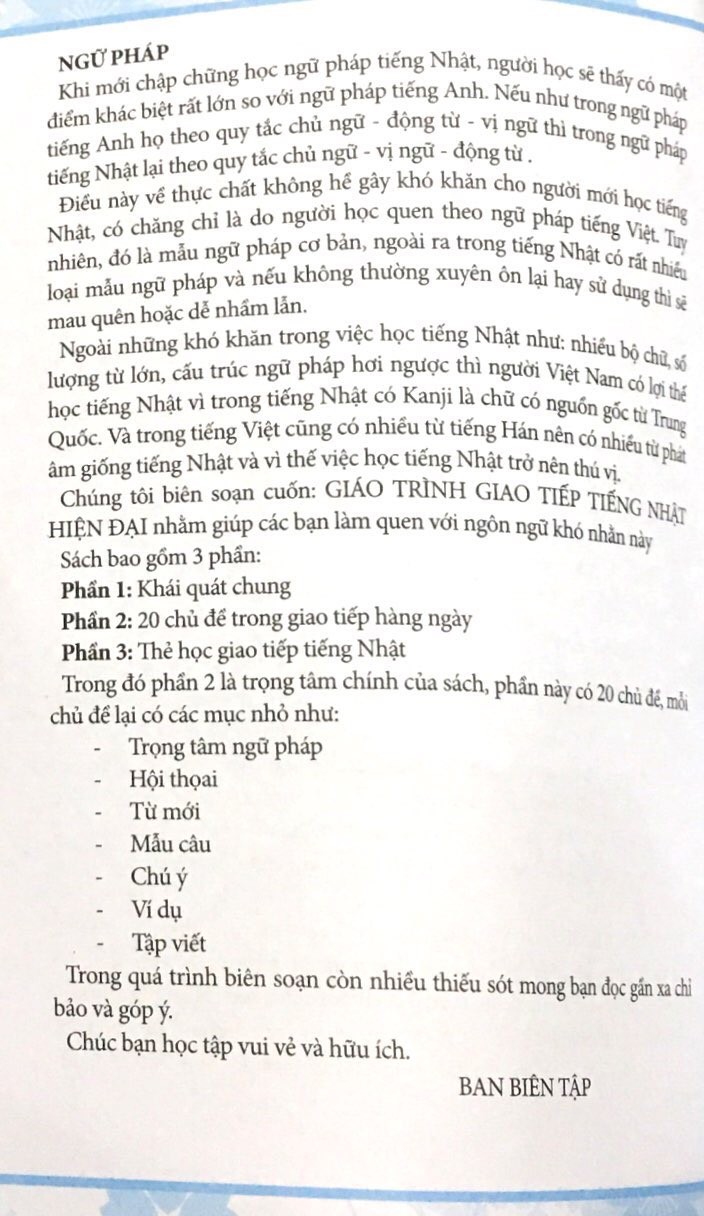 NGỮ PHÁP
Khi mới chập chững học ngữ pháp tiếng Nhật, người học sẽ thấy có một
điểm khác biệt rất lớn so với ngữ pháp tiếng Anh. Nếu như trong ngữ pháp
tiếng Anh họ theo quy tắc chủ ngữ - động từ - vị ngữ thì trong ngữ pháp
tiếng Nhật lại theo quy tắc chủ ngữ - vị ngữ - động từ .
Điều này về thực chất không hề gây khó khăn cho người mới học tiếng
Nhật, có chăng chỉ là do người học quen theo ngữ pháp tiếng Việt. Tuy
nhiên, đó là mẫu ngữ pháp cơ bản, ngoài ra trong tiếng Nhật có rất nhiều
loại mẫu ngữ pháp và nếu không thường xuyên ôn lại hay sử dụng thì sẽ
mau quên hoặc dễ nhầm lẫn.
Ngoài những khó khăn trong việc học tiếng Nhật như: nhiều bộ chữ, số
lượng từ lớn, cấu trúc ngữ pháp hơi ngược thì người Việt Nam có lợi thế
học tiếng Nhật vì trong tiếng Nhật có Kanji là chữ có nguồn gốc từ Trung
Quốc. Và trong tiếng Việt cũng có nhiều từ tiếng Hán nên có nhiều từ phát
âm giống tiếng Nhật và vì thế việc học tiếng Nhật trở nên thú vị.
Chúng tôi biên soạn cuốn: GIÁO TRÌNH GIAO TIẾP TIẾNG NHẬT
HIỆN ĐẠI nhằm giúp các bạn làm quen với ngôn ngữ khó nhằn này
Sách bao gồm 3 phần:
Phần 1: Khái quát chung
Phần 2: 20 chủ đề trong giao tiếp hàng ngày
Phần 3: Thẻ học giao tiếp tiếng Nhật
Trong đó phần 2 là trọng tâm chính của sách, phần này có 20 chủ đề, mỗi
chủ đề lại có các mục nhỏ như:
- Trọng tâm ngữ pháp
- Hội thọai
- Từ mới
- Mẫu câu
- Chú ý
- Ví dụ
- Tập viết
Trong quá trình biên soạn còn nhiều thiếu sót mong bạn đọc gần xa chỉ
bảo và góp ý.
Chúc bạn học tập vui vẻ và hữu ích.
BAN BIÊN TẬP